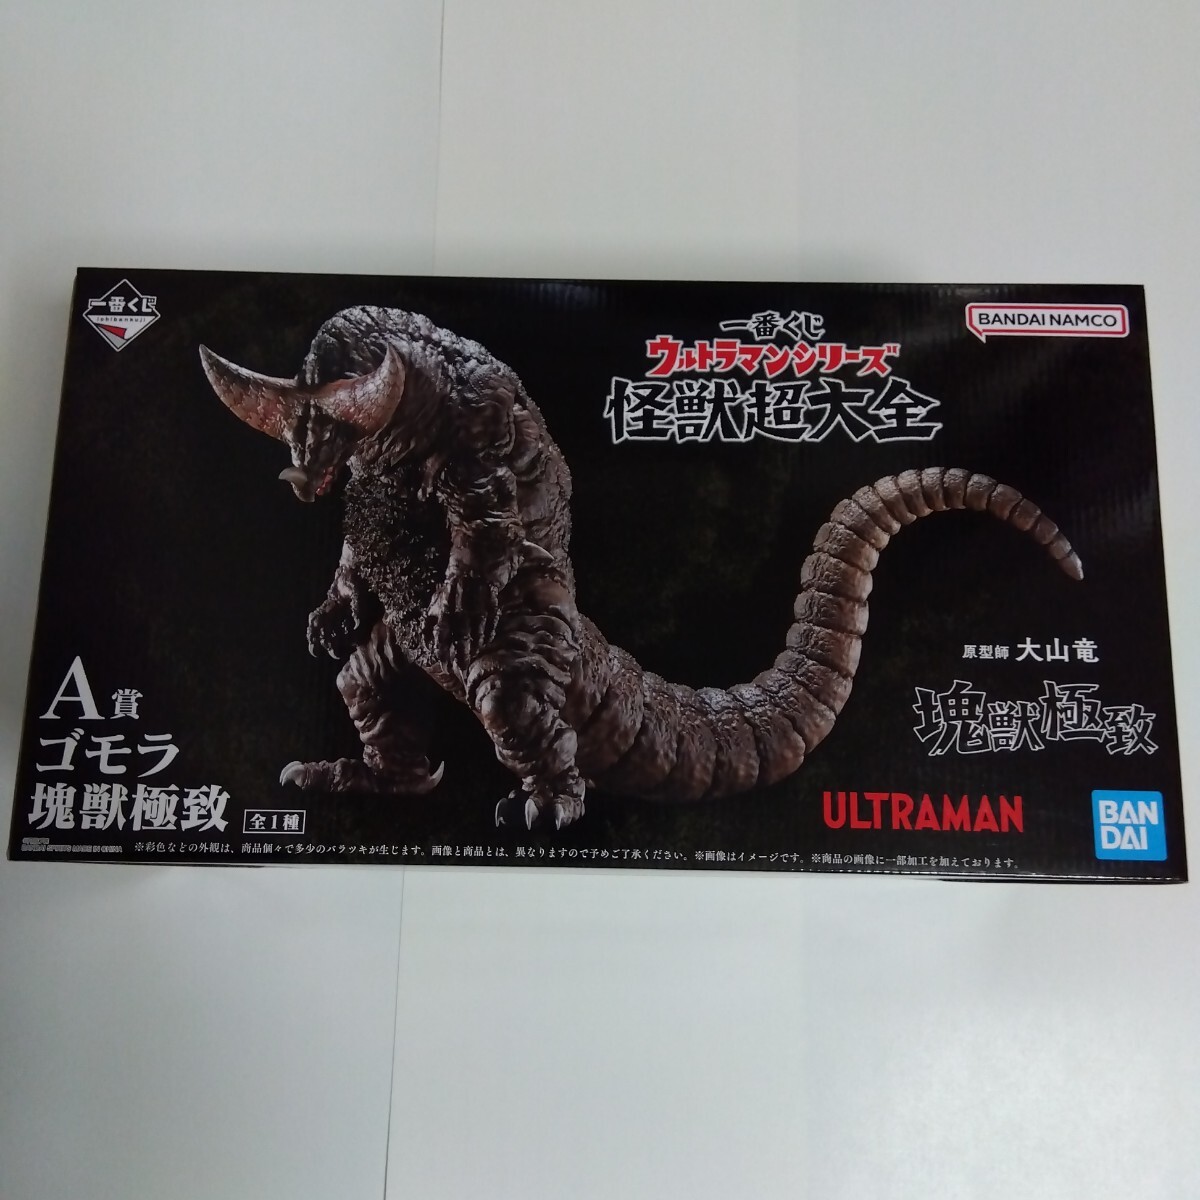 一番くじ
ichibankuji
一番くじ
ウルトラマンシリーズ
怪獣超大全
BANDAI NAMCO
原型師 大山竜
塊獣極致
A賞
ゴモラ
塊獣極致
全1種
ULTRAMAN
BAN
DAI
※彩色などの外観は、商品個々で多少のバラツキが生じます。画像と商品とは、異なりますので予めご了承ください。※画像はイメージです。※商品の画像に一部加工を加えております。